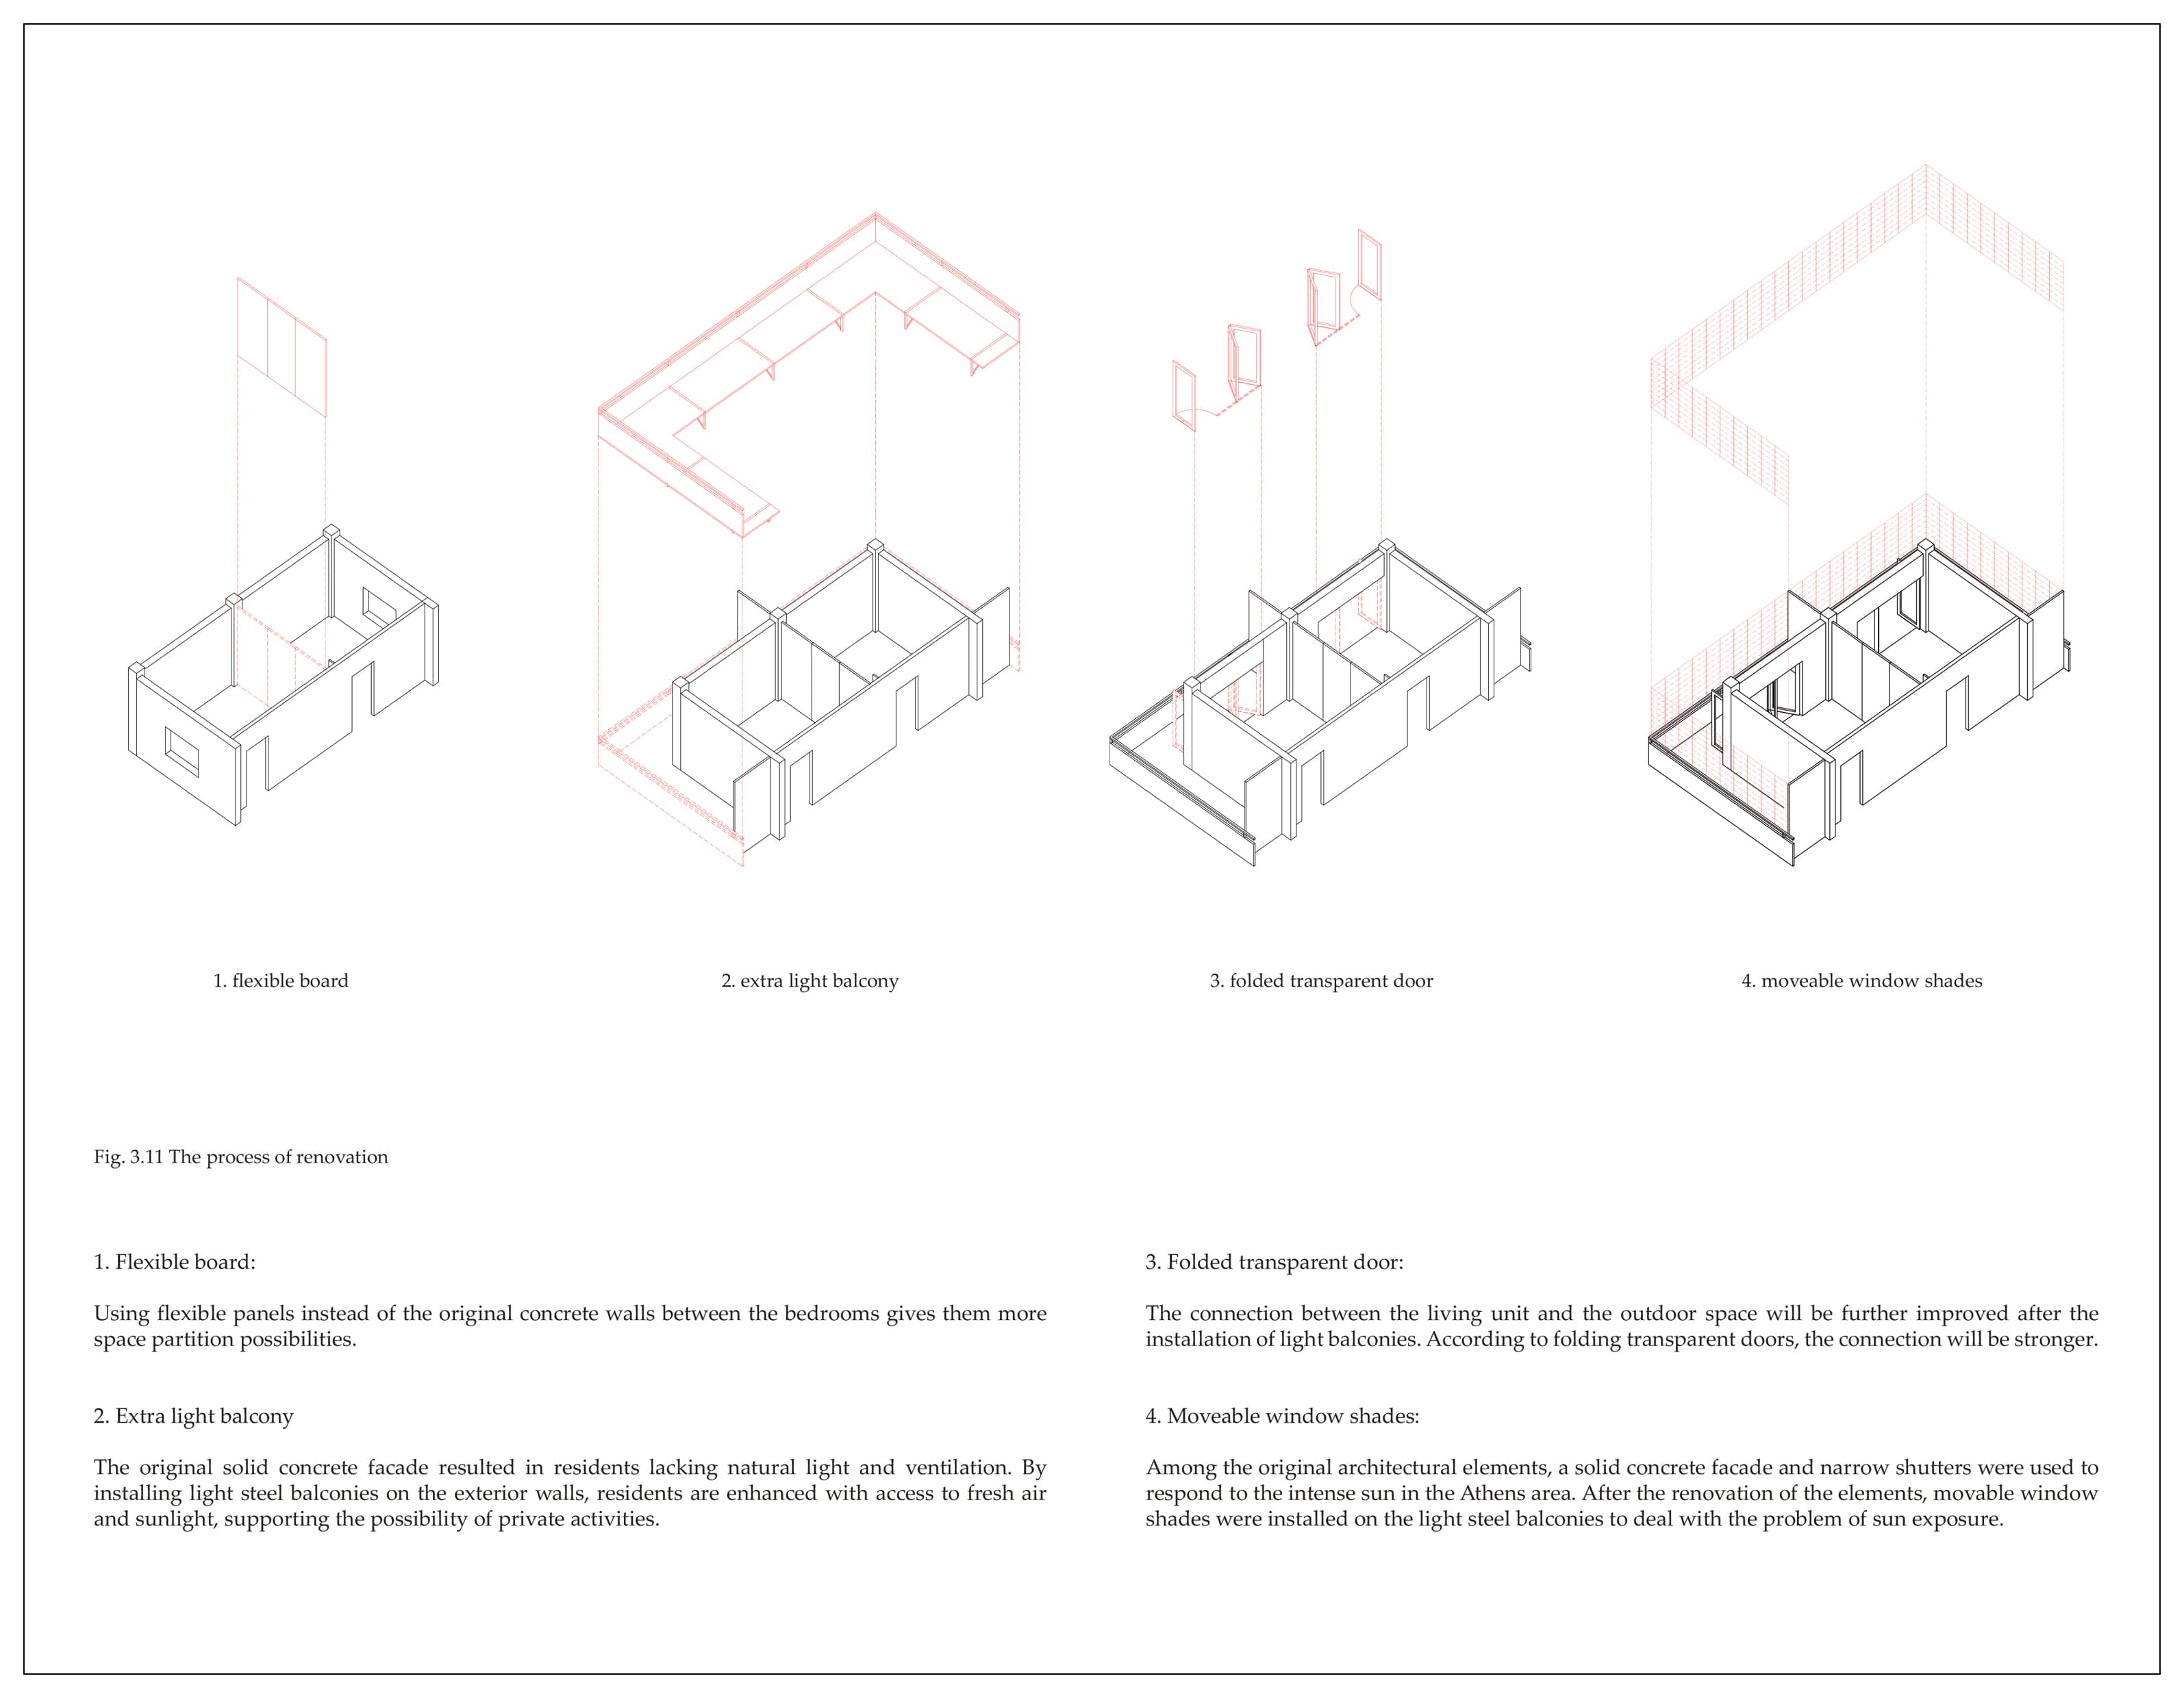 1. flexible board
2. extra light balcony
3. folded transparent door
4. moveable window shades
Fig. 3.11 The process of renovation
1. Flexible board:
Using flexible panels instead of the original concrete walls between the bedrooms gives them more
space partition possibilities.
2. Extra light balcony
The original solid concrete facade resulted in residents lacking natural light and ventilation. By
installing light steel balconies on the exterior walls, residents are enhanced with access to fresh air
and sunlight, supporting the possibility of private activities.
3. Folded transparent door:
The connection between the living unit and the outdoor space will be further improved after the
installation of light balconies. According to folding transparent doors, the connection will be stronger.
4. Moveable window shades:
Among the original architectural elements, a solid concrete facade and narrow shutters were used to
respond to the intense sun in the Athens area. After the renovation of the elements, movable window
shades were installed on the light steel balconies to deal with the problem of sun exposure.